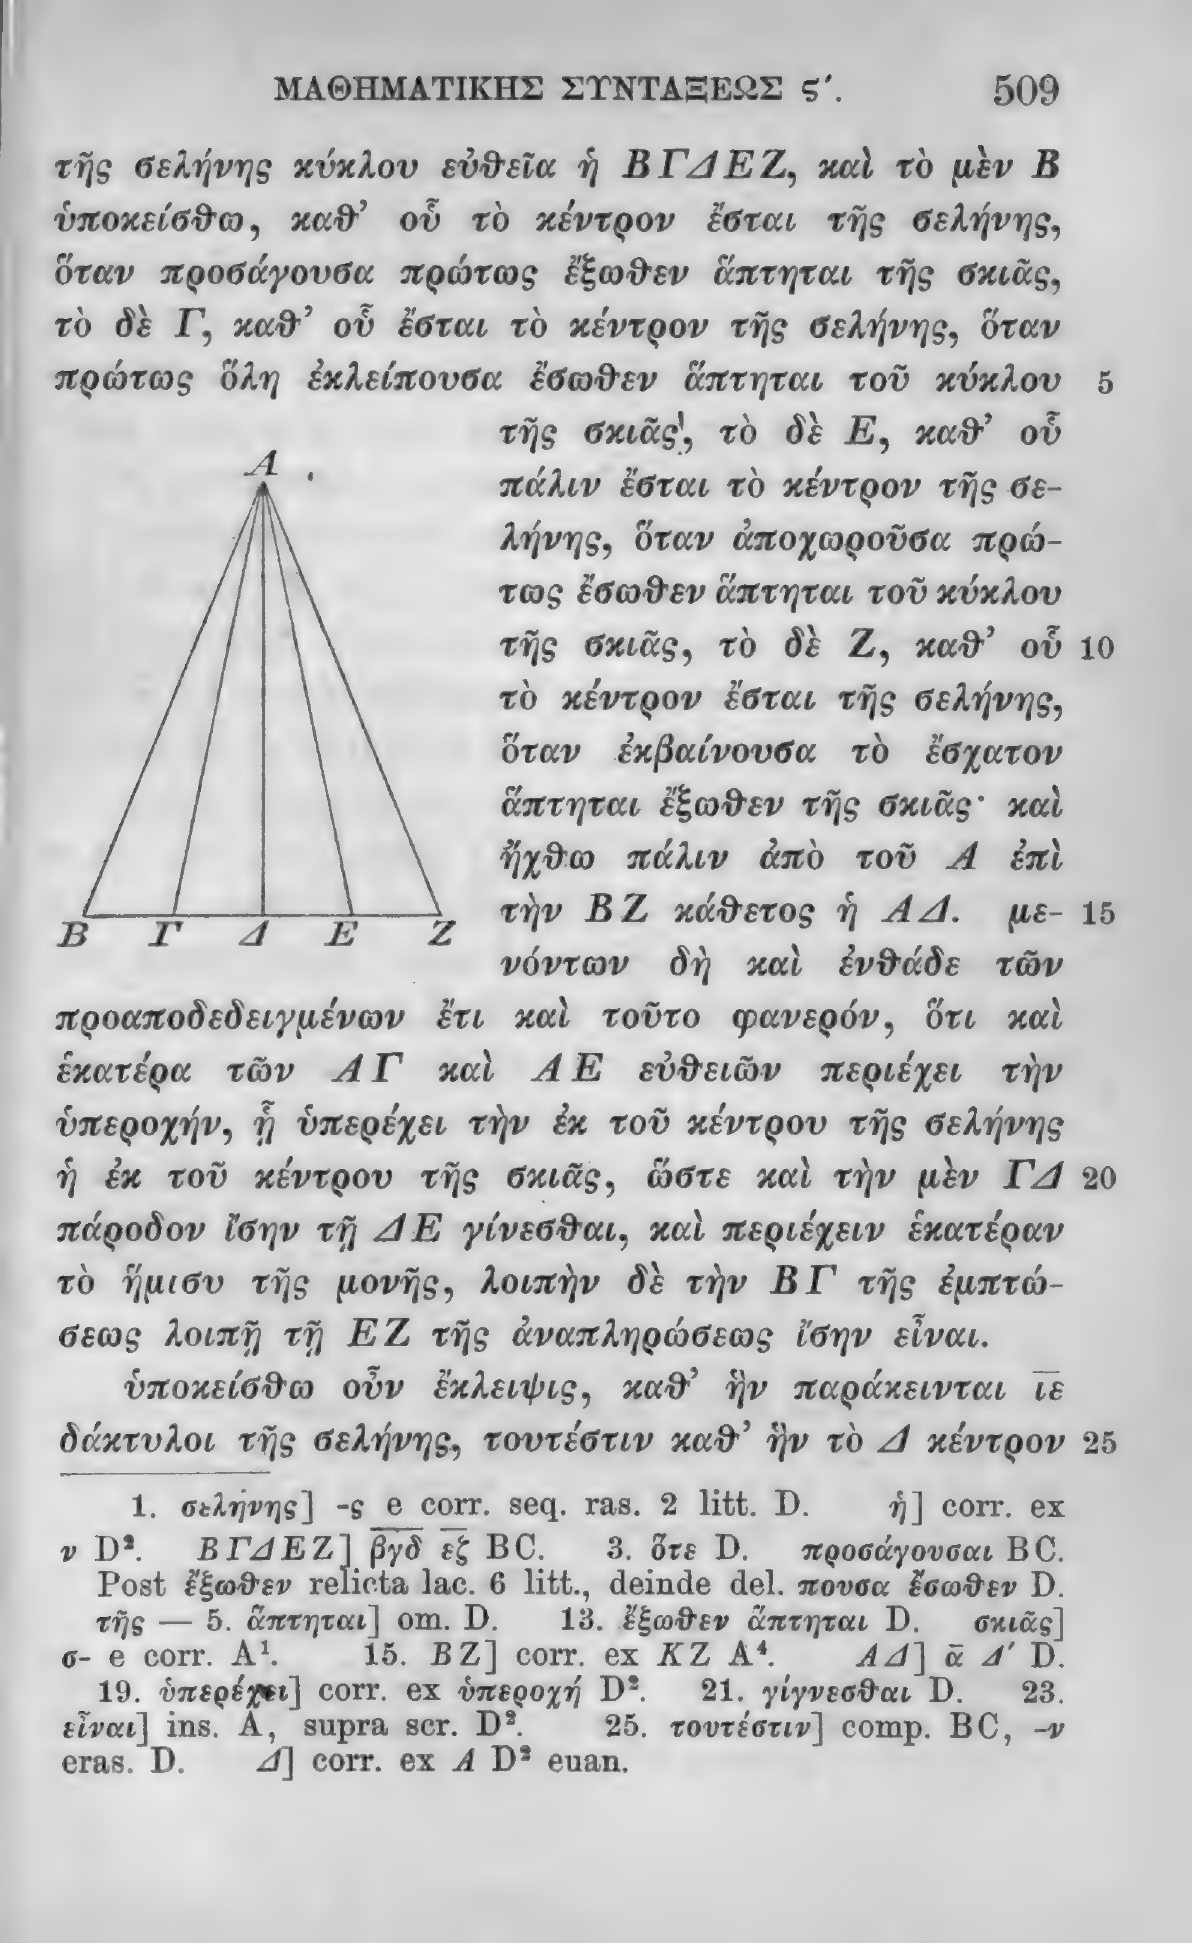 ΜΑΘΗΜΑΤΙΚΗΣ ΣΥΝΤΑΞΕΩΣ ϛ′. 509
τῆς σελήνης κύκλου εὐθεῖα ἡ ΒΓΔΕΖ, καὶ τὸ μὲν Β
ὑποκείσθω, καθ’ οὗ τὸ κέντρον ἔσται τῆς σελήνης,
ὅταν προσάγουσα πρώτως ἔξωθεν ἅπτηται τῆς σκιᾶς,
τὸ δὲ Γ, καθ’ οὗ ἔσται τὸ κέντρον τῆς σελήνης, ὅταν
πρώτως ὅλη ἐκλείπουσα ἔσωθεν ἅπτηται τοῦ κύκλου 5
τῆς σκιᾶς, τὸ δὲ Ε, καθ’ οὗ
πάλιν ἔσται τὸ κέντρον τῆς σε-
λήνης, ὅταν ἀποχωροῦσα πρώ-
τως ἔσωθεν ἅπτηται τοῦ κύκλου
τῆς σκιᾶς, τὸ δὲ Ζ, καθ’ οὗ 10
τὸ κέντρον ἔσται τῆς σελήνης,
ὅταν ἐκβαίνουσα τὸ ἔσχατον
ἅπτηται ἔξωθεν τῆς σκιᾶς· καὶ
ἤχθω πάλιν ἀπὸ τοῦ Α ἐπὶ
τὴν ΒΖ κάθετος ἡ ΑΔ. με- 15
νόντων δὴ καὶ ἐνθάδε τῶν
Α
Β Γ Δ Ε Ζ
προαποδεδειγμένων ἔτι καὶ τοῦτο φανερόν, ὅτι καὶ
ἑκατέρα τῶν ΑΓ καὶ ΑΕ εὐθειῶν περιέχει τὴν
ὑπεροχήν, ᾗ ὑπερέχει τὴν ἐκ τοῦ κέντρου τῆς σελήνης
ἡ ἐκ τοῦ κέντρου τῆς σκιᾶς, ὥστε καὶ τὴν μὲν ΓΔ 20
πάροδον ἴσην τῇ ΔΕ γίνεσθαι, καὶ περιέχειν ἑκατέραν
τὸ ἥμισυ τῆς μονῆς, λοιπὴν δὲ τὴν ΒΓ τῆς ἐμπτώ-
σεως λοιπῇ τῇ ΕΖ τῆς ἀναπληρώσεως ἴσην εἶναι.
ὑποκείσθω οὖν ἔκλειψις, καθ’ ἣν παράκεινται ι̅ε̅
δάκτυλοι τῆς σελήνης, τουτέστιν καθ’ ἣν τὸ Δ κέντρον 25
1. σελήνης] -ς e corr. seq. ras. 2 litt. D. ἡ] corr. ex
ν D². ΒΓΔΕΖ] β̅γ̅δ̅ ε̅ζ̅ BC. 3. ὅτε D. προσάγουσαι BC.
Post ἔξωθεν relicta lac. 6 litt., deinde del. πουσα ἔσωθεν D.
τῆς — 5. ἅπτηται] om. D. 13. ἔξωθεν ἅπτηται D. σκιᾶς]
σ- e corr. A¹. 15. ΒΖ] corr. ex ΚΖ A⁴. ΑΔ] α̅ Δ′ D.
19. ὑπερέχει] corr. ex ὑπεροχή D². 21. γίγνεσθαι D. 23.
εἶναι] ins. A, supra scr. D². 25. τουτέστιν] comp. BC, -ν
eras. D. Δ] corr. ex Α D² euan.